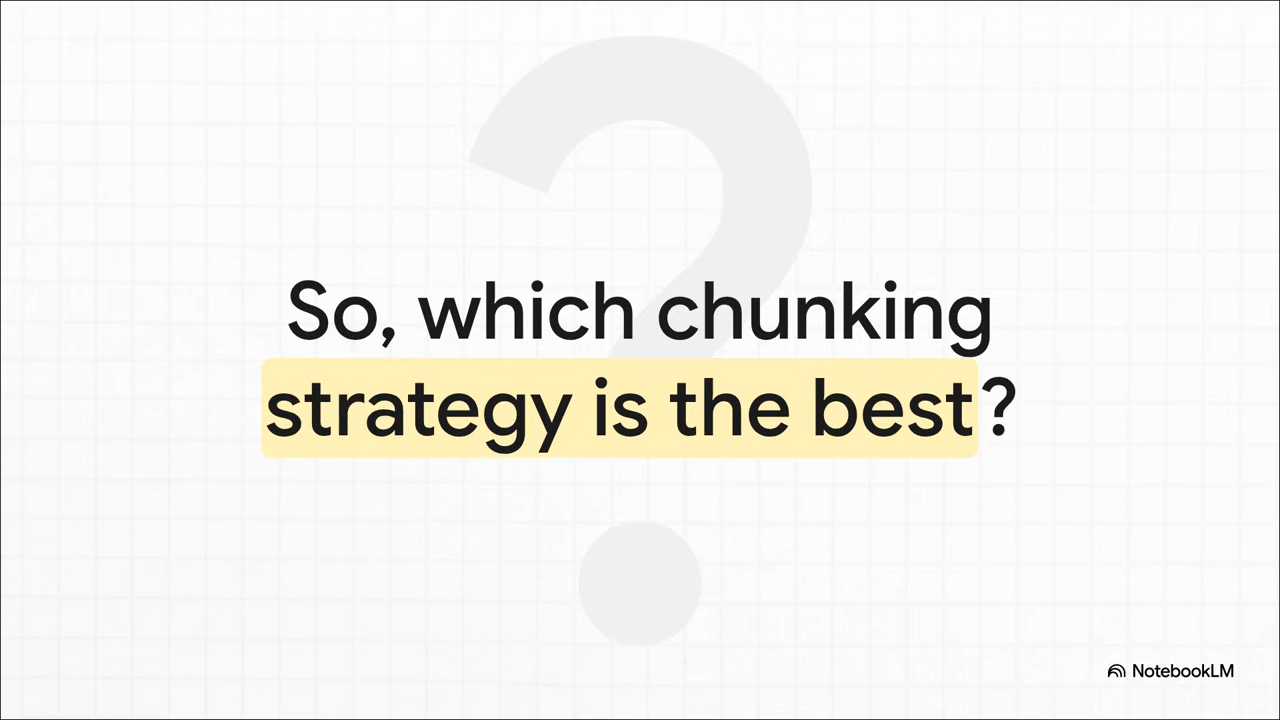 So, which chunking
strategy is the best?
NotebookLM